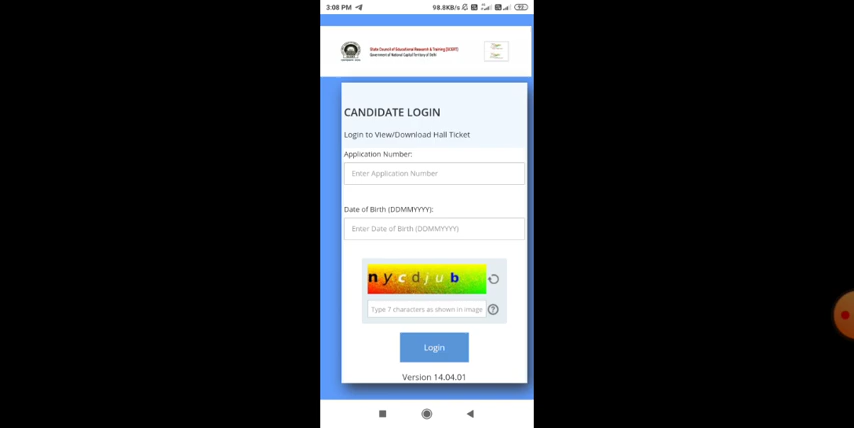 3:08 PM 98.8KB/s 93
State Council of Educational Research & Training (SCERT)
Government of National Capital Territory of Delhi
CANDIDATE LOGIN
Login to View/Download Hall Ticket
Application Number:
Enter Application Number
Date of Birth (DDMMYYYY):
Enter Date of Birth (DDMMYYYY)
nycdjub
Type 7 characters as shown in image
?
Login
Version 14.04.01